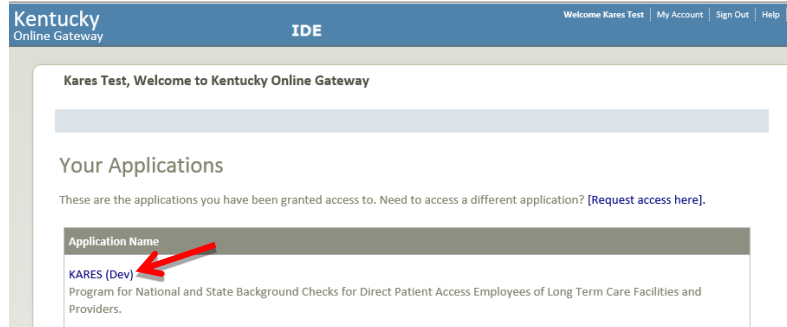 Kentucky
Online Gateway
IDE
Welcome Kares Test My Account Sign Out Help
Kares Test, Welcome to Kentucky Online Gateway
Your Applications
These are the applications you have been granted access to. Need to access a different application? [Request access here].
Application Name
KARES (Dev)
Program for National and State Background Checks for Direct Patient Access Employees of Long Term Care Facilities and
Providers.